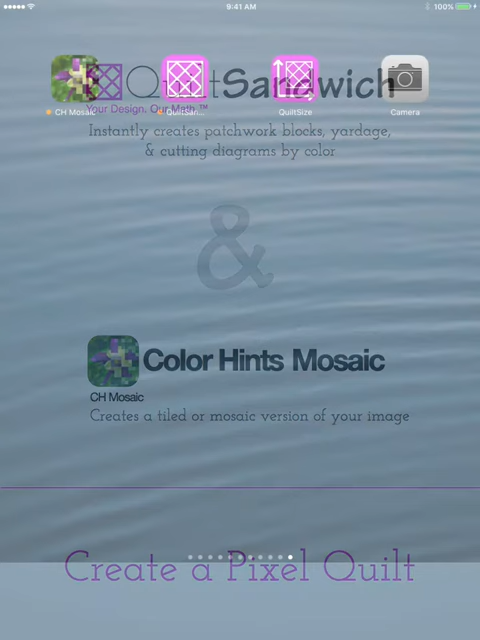 9:41 AM
100%
QuiltSandwich
Your Design. Our Math.™
CH Mosaic
QuiltSan...
QuiltSize
Camera
Instantly creates patchwork blocks, yardage,
& cutting diagrams by color
&
Color Hints Mosaic
CH Mosaic
Creates a tiled or mosaic version of your image
Create a Pixel Quilt